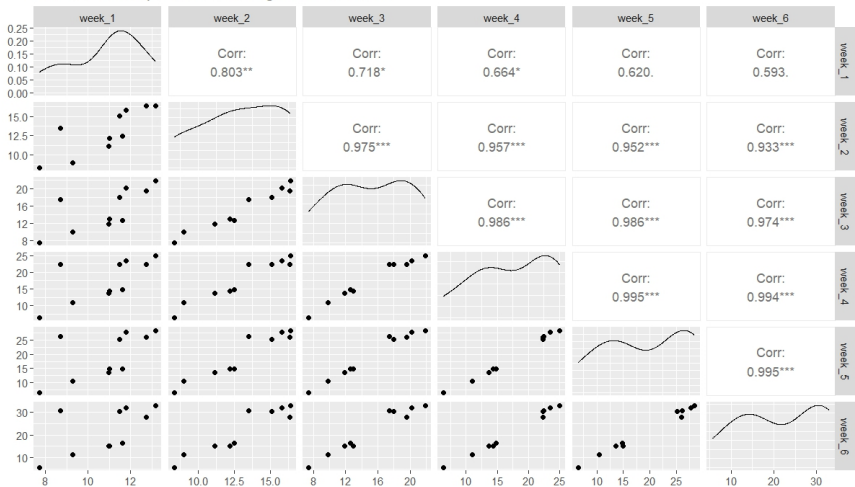 week_1 week_2 week_3 week_4 week_5 week_6
0.25
0.20
0.15
0.10
0.05
0.00
Corr:
0.803**
Corr:
0.718*
Corr:
0.664*
Corr:
0.620.
Corr:
0.593.
week_1
15.0
12.5
10.0
Corr:
0.975***
Corr:
0.957***
Corr:
0.952***
Corr:
0.933***
week_2
20
16
12
8
Corr:
0.986***
Corr:
0.986***
Corr:
0.974***
week_3
25
20
15
10
Corr:
0.995***
Corr:
0.994***
week_4
25
20
15
10
Corr:
0.995***
week_5
30
20
10
week_6
8 10 12
10.0 12.5 15.0
8 12 16 20
10 15 20 25
10 15 20 25
10 20 30